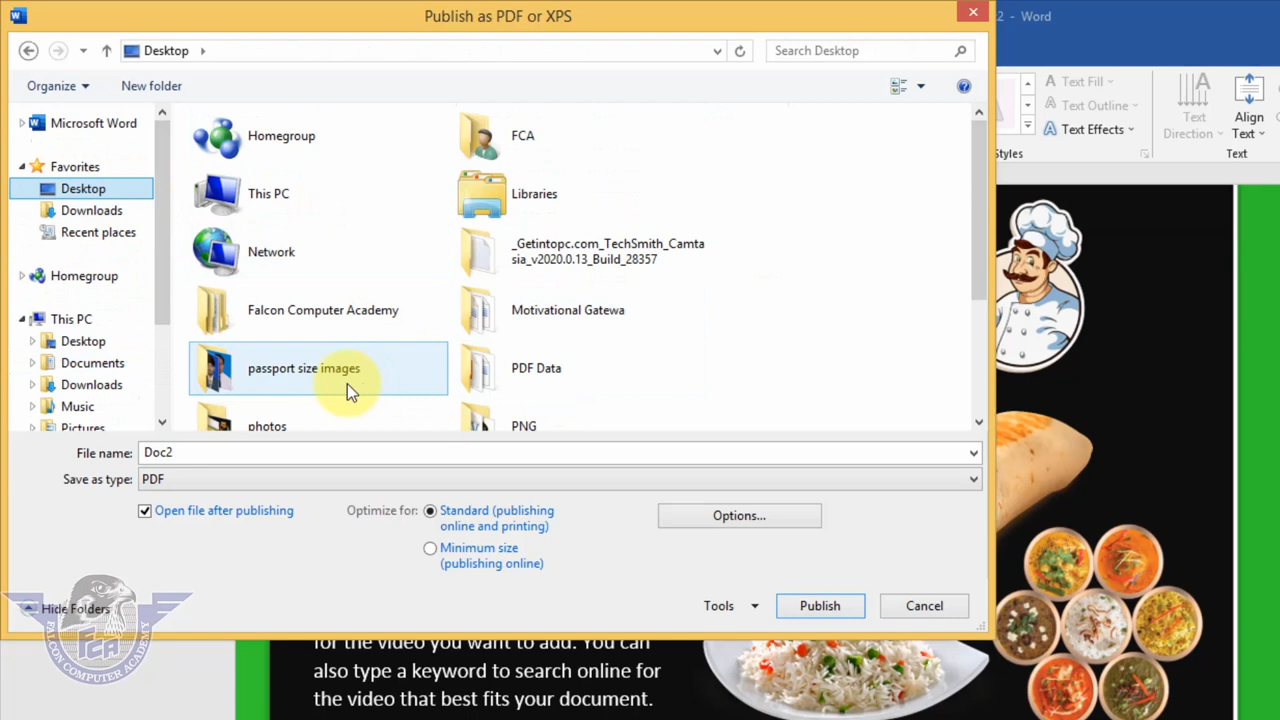 Publish as PDF or XPS
2 - Word
Desktop
Search Desktop
Organize
New folder
Text Fill
Text Outline
Text Effects
Text
Direction
Align
Text
Styles
Text
Microsoft Word
Favorites
Desktop
Downloads
Recent places
Homegroup
This PC
Desktop
Documents
Downloads
Music
Pictures
Homegroup
FCA
This PC
Libraries
Network
_Getintopc.com_TechSmith_Camta
sia_v2020.0.13_Build_28357
Falcon Computer Academy
Motivational Gatewa
passport size images
PDF Data
photos
PNG
File name:
Doc2
Save as type:
PDF
Open file after publishing
Optimize for:
Standard (publishing
online and printing)
Minimum size
(publishing online)
Options...
Hide Folders
Tools
Publish
Cancel
FCA
FALCON COMPUTER ACADEMY
for the video you want to add. You can
also type a keyword to search online for
the video that best fits your document.